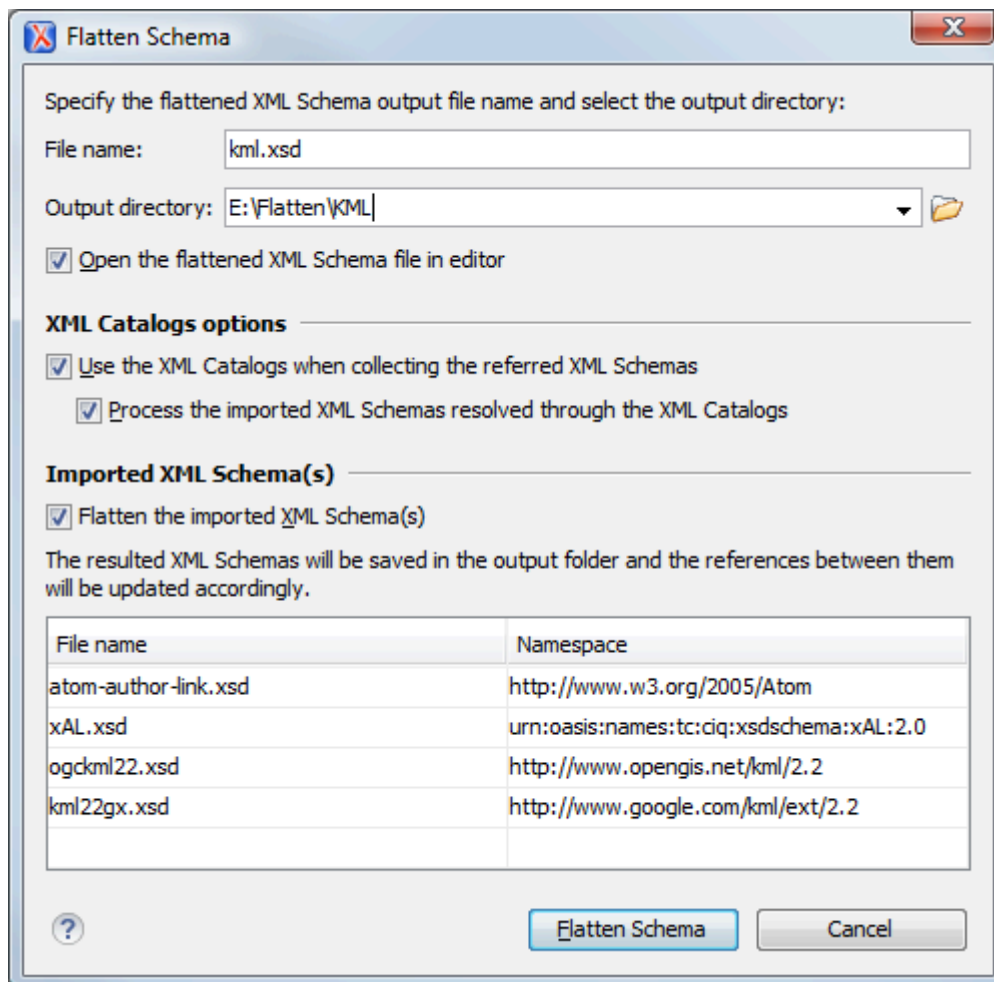 Flatten Schema
Specify the flattened XML Schema output file name and select the output directory:
File name: kml.xsd
Output directory: E:\Flatten\KML
Open the flattened XML Schema file in editor
XML Catalogs options
Use the XML Catalogs when collecting the referred XML Schemas
Process the imported XML Schemas resolved through the XML Catalogs
Imported XML Schema(s)
Flatten the imported XML Schema(s)
The resulted XML Schemas will be saved in the output folder and the references between them
will be updated accordingly.
File name Namespace
atom-author-link.xsd http://www.w3.org/2005/Atom
xAL.xsd urn:oasis:names:tc:ciq:xsdschema:xAL:2.0
ogckml22.xsd http://www.opengis.net/kml/2.2
kml22gx.xsd http://www.google.com/kml/ext/2.2
? Flatten Schema Cancel